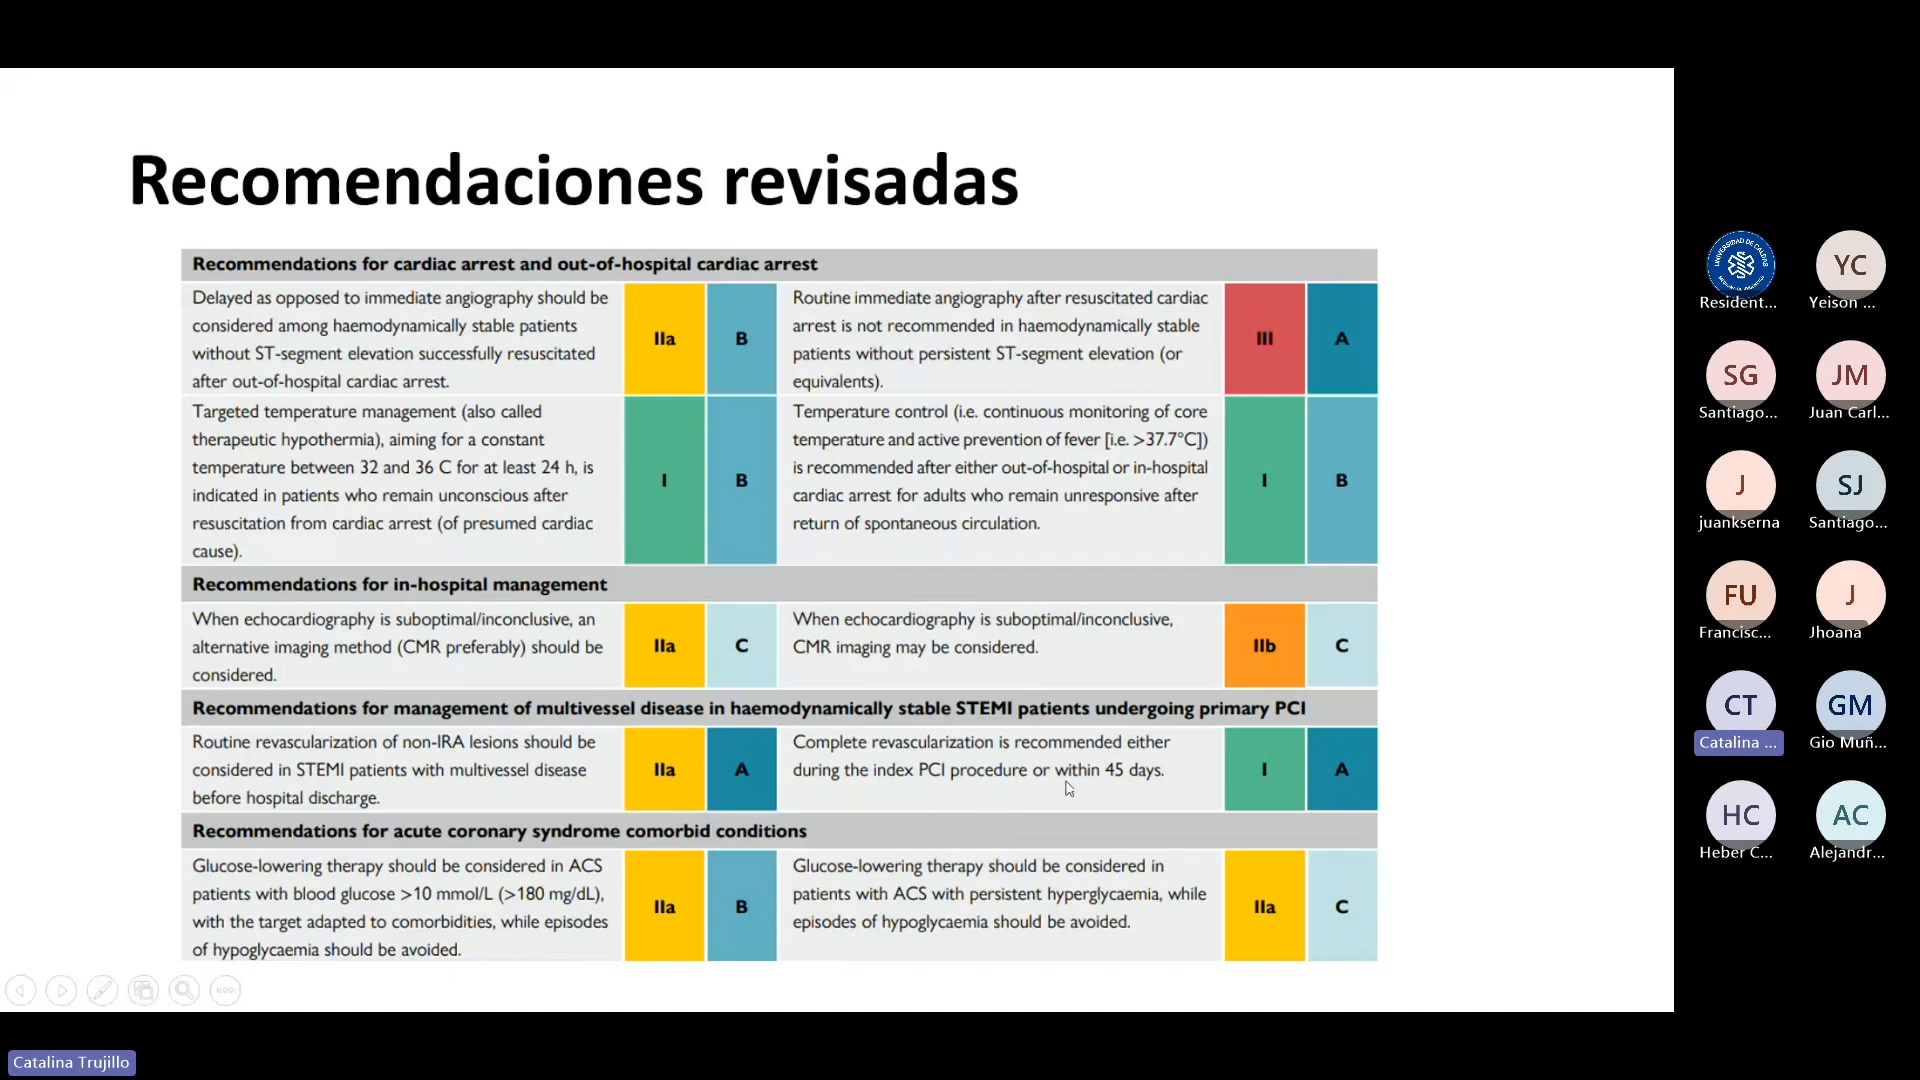 Recomendaciones revisadas
Recommendations for cardiac arrest and out-of-hospital cardiac arrest
Delayed as opposed to immediate angiography should be
considered among haemodynamically stable patients
without ST-segment elevation successfully resuscitated
after out-of-hospital cardiac arrest.
IIa
B
Routine immediate angiography after resuscitated cardiac
arrest is not recommended in haemodynamically stable
patients without persistent ST-segment elevation (or
equivalents).
III
A
Targeted temperature management (also called
therapeutic hypothermia), aiming for a constant
temperature between 32 and 36 C for at least 24 h, is
indicated in patients who remain unconscious after
resuscitation from cardiac arrest (of presumed cardiac
cause).
I
B
Temperature control (i.e. continuous monitoring of core
temperature and active prevention of fever [i.e. >37.7°C])
is recommended after either out-of-hospital or in-hospital
cardiac arrest for adults who remain unresponsive after
return of spontaneous circulation.
I
B
Recommendations for in-hospital management
When echocardiography is suboptimal/inconclusive, an
alternative imaging method (CMR preferably) should be
considered.
IIa
C
When echocardiography is suboptimal/inconclusive,
CMR imaging may be considered.
IIb
C
Recommendations for management of multivessel disease in haemodynamically stable STEMI patients undergoing primary PCI
Routine revascularization of non-IRA lesions should be
considered in STEMI patients with multivessel disease
before hospital discharge.
IIa
A
Complete revascularization is recommended either
during the index PCI procedure or within 45 days.
I
A
Recommendations for acute coronary syndrome comorbid conditions
Glucose-lowering therapy should be considered in ACS
patients with blood glucose >10 mmol/L (>180 mg/dL),
with the target adapted to comorbidities, while episodes
of hypoglycaemia should be avoided.
IIa
B
Glucose-lowering therapy should be considered in
patients with ACS with persistent hyperglycaemia, while
episodes of hypoglycaemia should be avoided.
IIa
C
UNIVERSIDAD DE CALDAS
Resident...
YC
Yeison ...
SG
Santiago...
JM
Juan Carl...
J
juankserna
SJ
Santiago...
FU
Francisc...
J
Jhoana
CT
Catalina ...
GM
Gio Muñ...
HC
Heber C...
AC
Alejandr...
Catalina Trujillo